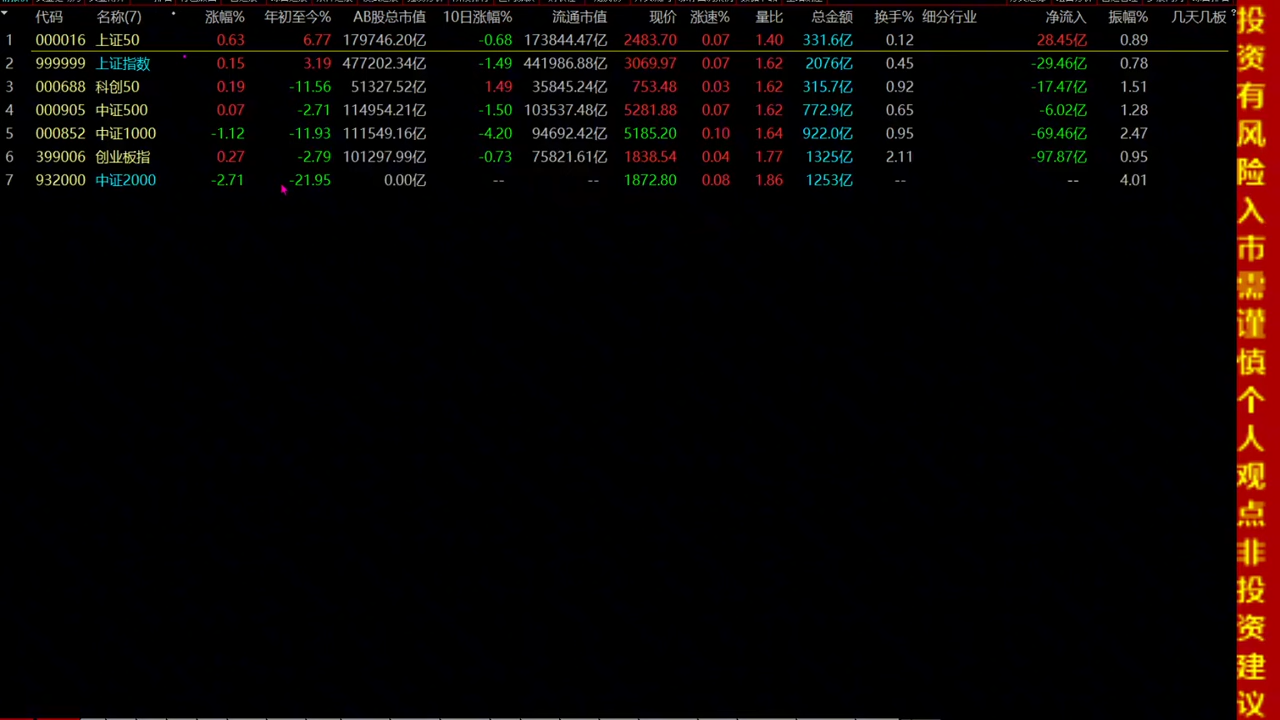 代码 名称(7) 涨幅% 年初至今% AB股总市值 10日涨幅% 流通市值 现价 涨速% 量比 总金额 换手% 细分行业 净流入 振幅% 几天几板
1 000016 上证50 0.63 6.77 179746.20亿 -0.68 173844.47亿 2483.70 0.07 1.40 331.6亿 0.12 28.45亿 0.89
2 999999 上证指数 0.15 3.19 477202.34亿 -1.49 441986.88亿 3069.97 0.07 1.62 2076亿 0.45 -29.46亿 0.78
3 000688 科创50 0.19 -11.56 51327.52亿 1.49 35845.24亿 753.48 0.03 1.62 315.7亿 0.92 -17.47亿 1.51
4 000905 中证500 0.07 -2.71 114954.21亿 -1.50 103537.48亿 5281.88 0.07 1.62 772.9亿 0.65 -6.02亿 1.28
5 000852 中证1000 -1.12 -11.93 111549.16亿 -4.20 94692.42亿 5185.20 0.10 1.64 922.0亿 0.95 -69.46亿 2.47
6 399006 创业板指 0.27 -2.79 101297.99亿 -0.73 75821.61亿 1838.54 0.04 1.77 1325亿 2.11 -97.87亿 0.95
7 932000 中证2000 -2.71 -21.95 0.00亿 -- -- 1872.80 0.08 1.86 1253亿 -- -- 4.01
投资有风险入市需谨慎个人观点非投资建议